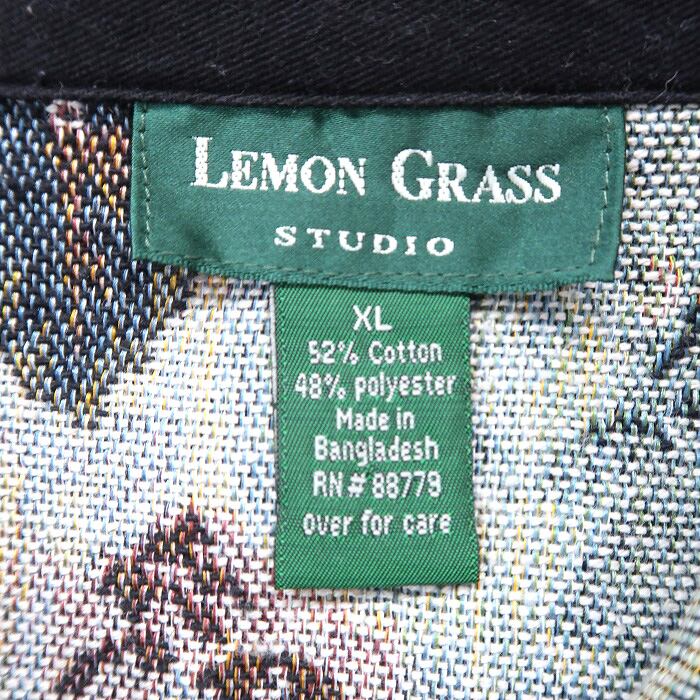 LEMON GRASS
STUDIO
XL
52% Cotton
48% polyester
Made in
Bangladesh
RN# 88779
over for care